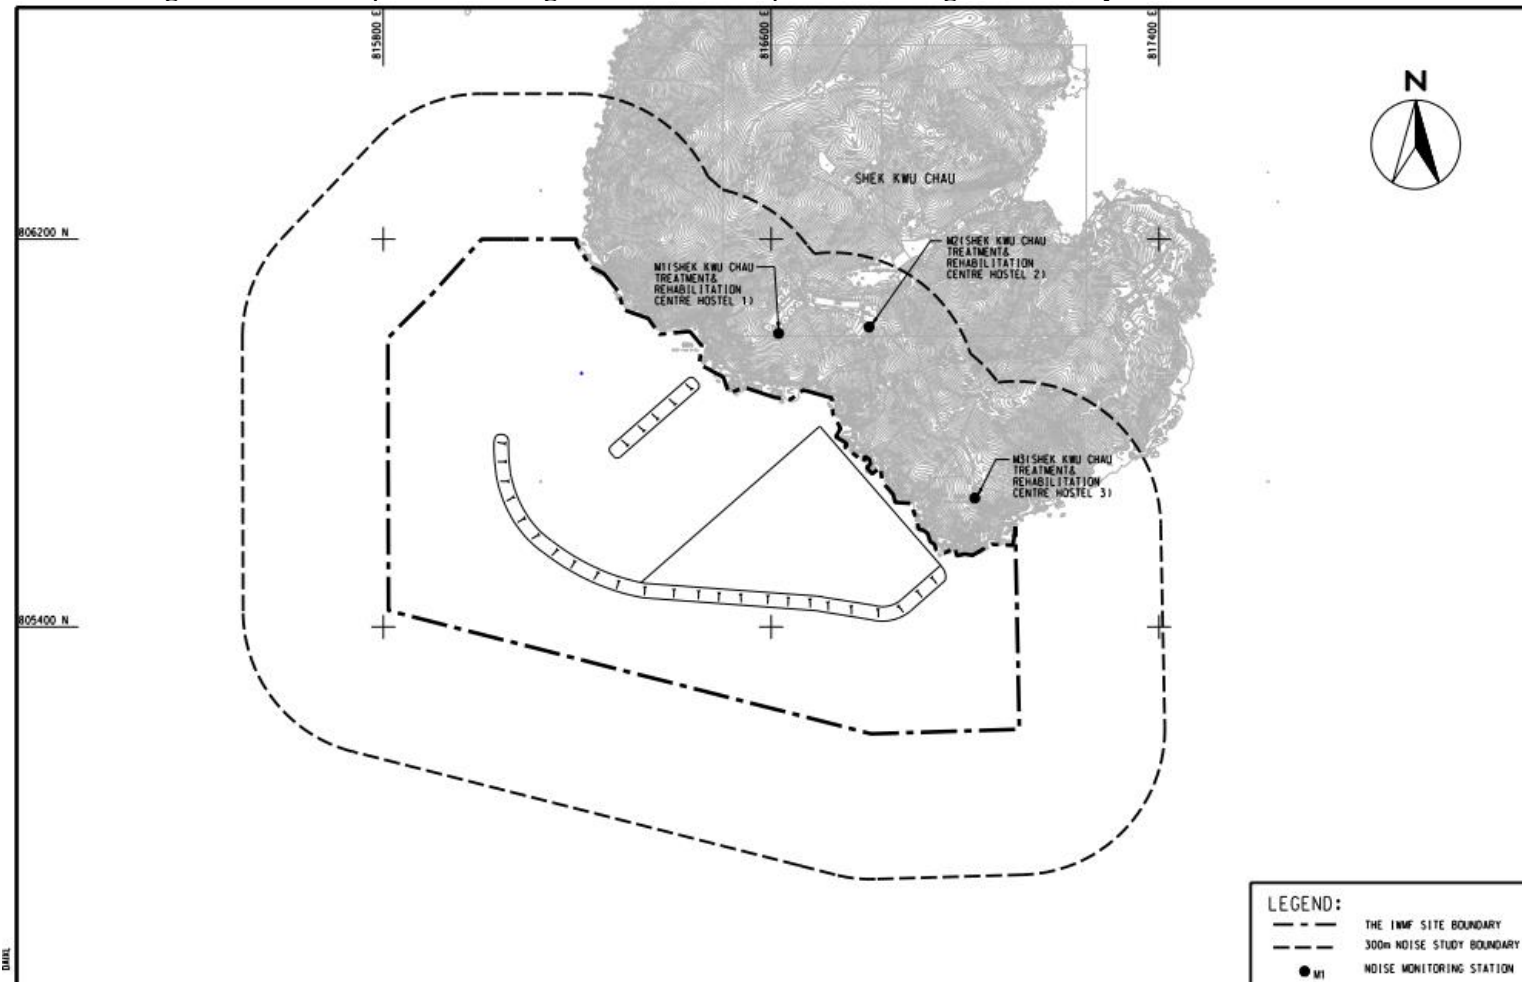 815800 E
816600 E
817400 E
N
SHEK KWU CHAU
806200 N
M1(SHEK KWU CHAU
TREATMENT&
REHABILITATION
CENTRE HOSTEL 1)
M2(SHEK KWU CHAU
TREATMENT&
REHABILITATION
CENTRE HOSTEL 2)
M3(SHEK KWU CHAU
TREATMENT&
REHABILITATION
CENTRE HOSTEL 3)
805400 N
LEGEND:
THE IWMF SITE BOUNDARY
300m NOISE STUDY BOUNDARY
M1 NOISE MONITORING STATION